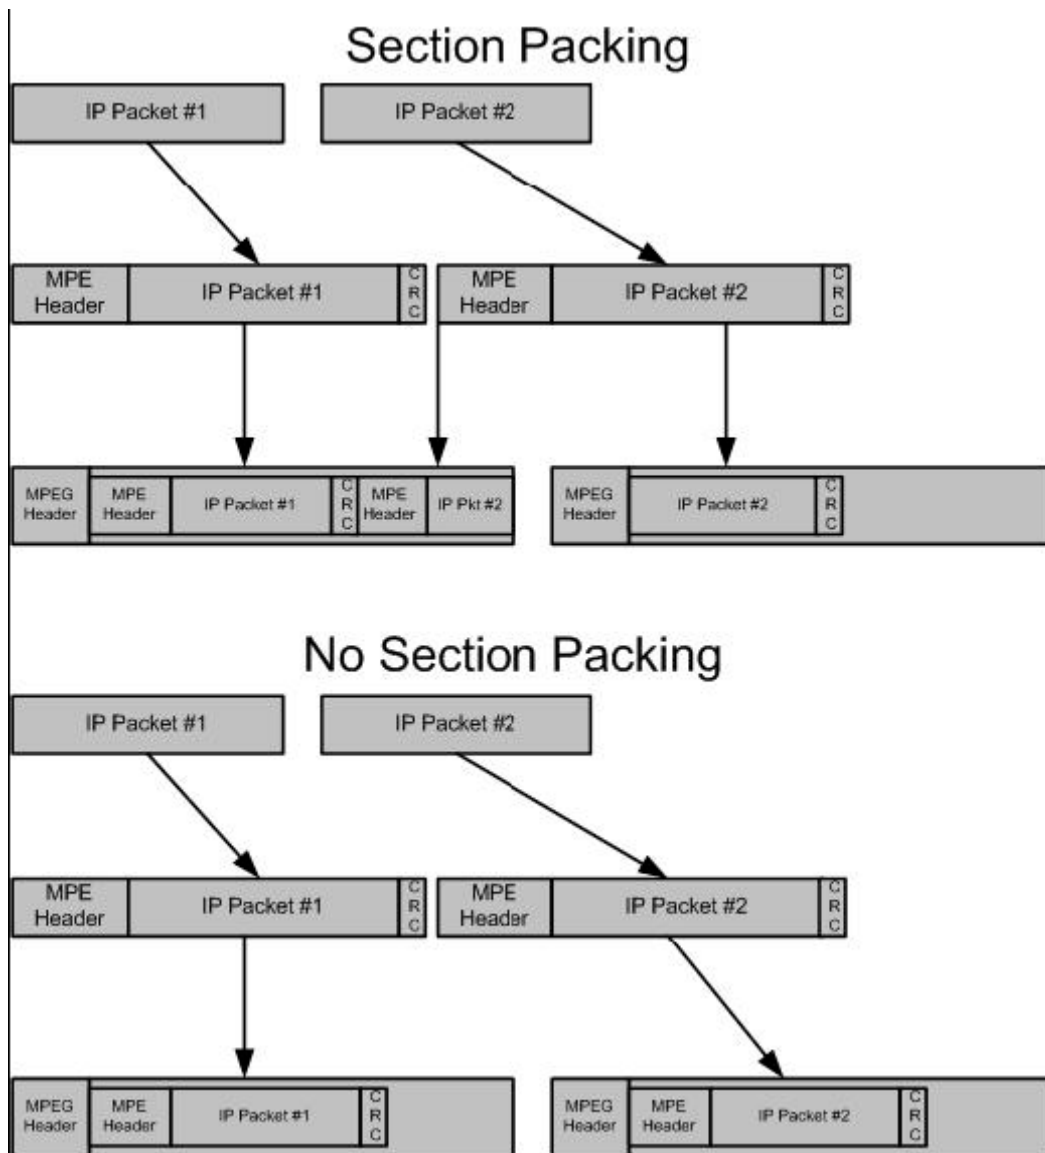 Section Packing
IP Packet #1
IP Packet #2
MPE
Header
IP Packet #1
C
R
C
MPE
Header
IP Packet #2
C
R
C
MPEG
Header
MPE
Header
IP Packet #1
C
R
C
MPE
Header
IP Pkt #2
MPEG
Header
IP Packet #2
C
R
C
No Section Packing
IP Packet #1
IP Packet #2
MPE
Header
IP Packet #1
C
R
C
MPE
Header
IP Packet #2
C
R
C
MPEG
Header
MPE
Header
IP Packet #1
C
R
C
MPEG
Header
MPE
Header
IP Packet #2
C
R
C